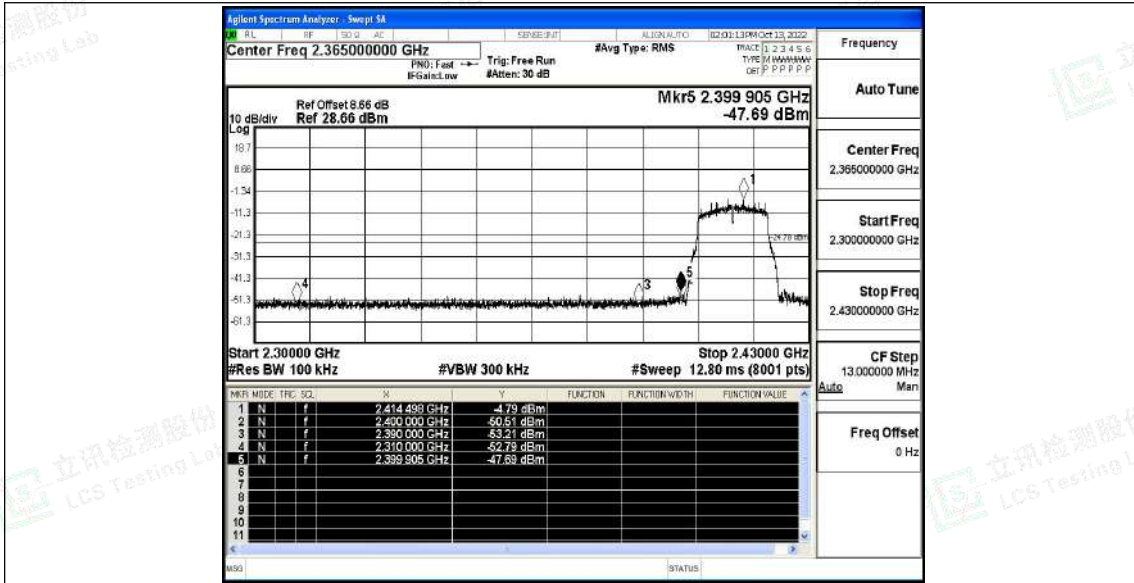 Agilent Spectrum Analyzer - Swept SA
RL RF 50 Ω AC SENSE:INT ALIGNAUTO 02:01:13PM Oct 13, 2022
Center Freq 2.365000000 GHz
PNO: Fast
IFGain:Low
Trig: Free Run
#Atten: 30 dB
#Avg Type: RMS
TRACE 1 2 3 4 5 6
TYPE M WWWWW
DET P P P P P P
Frequency
Auto Tune
Center Freq
2.365000000 GHz
Start Freq
2.300000000 GHz
Stop Freq
2.430000000 GHz
CF Step
13.000000 MHz
Auto Man
Freq Offset
0 Hz
Mkr5 2.399 905 GHz
-47.69 dBm
Ref Offset 8.66 dB
10 dB/div Ref 28.66 dBm
Log
18.7
8.66
-1.34
-11.3
-21.3
-31.3
-41.3
-51.3
-61.3
1
-24.78 dBm
4
3
5
Start 2.30000 GHz
Stop 2.43000 GHz
#Res BW 100 kHz
#VBW 300 kHz
#Sweep 12.80 ms (8001 pts)
MKR MODE TRC SCL X Y FUNCTION FUNCTION WIDTH FUNCTION VALUE
1 N f 2.414 498 GHz -4.79 dBm
2 N f 2.400 000 GHz -50.51 dBm
3 N f 2.390 000 GHz -53.21 dBm
4 N f 2.310 000 GHz -52.79 dBm
5 N f 2.399 905 GHz -47.69 dBm
6
7
8
9
10
11
MSG
STATUS
立讯检测股份
LCS Testing Lab
立讯检测股份
LCS Testing L